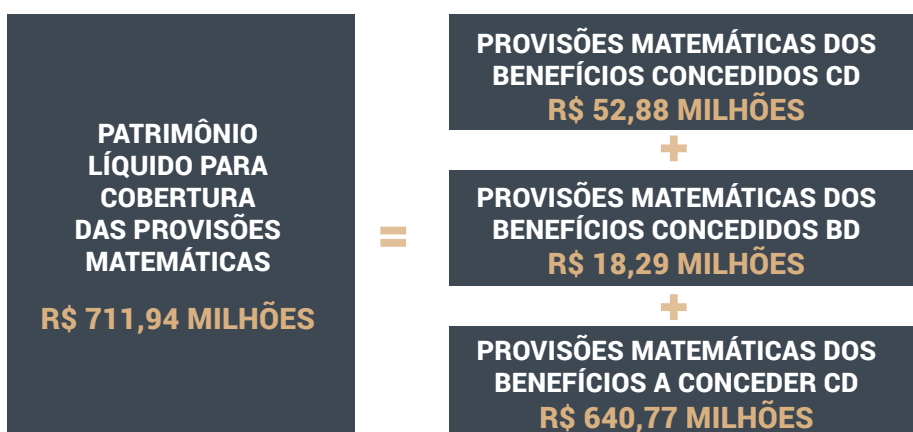 PATRIMÔNIO
LÍQUIDO PARA
COBERTURA
DAS PROVISÕES
MATEMÁTICAS
R$ 711,94 MILHÕES
=
PROVISÕES MATEMÁTICAS DOS
BENEFÍCIOS CONCEDIDOS CD
R$ 52,88 MILHÕES
+
PROVISÕES MATEMÁTICAS DOS
BENEFÍCIOS CONCEDIDOS BD
R$ 18,29 MILHÕES
+
PROVISÕES MATEMÁTICAS DOS
BENEFÍCIOS A CONCEDER CD
R$ 640,77 MILHÕES